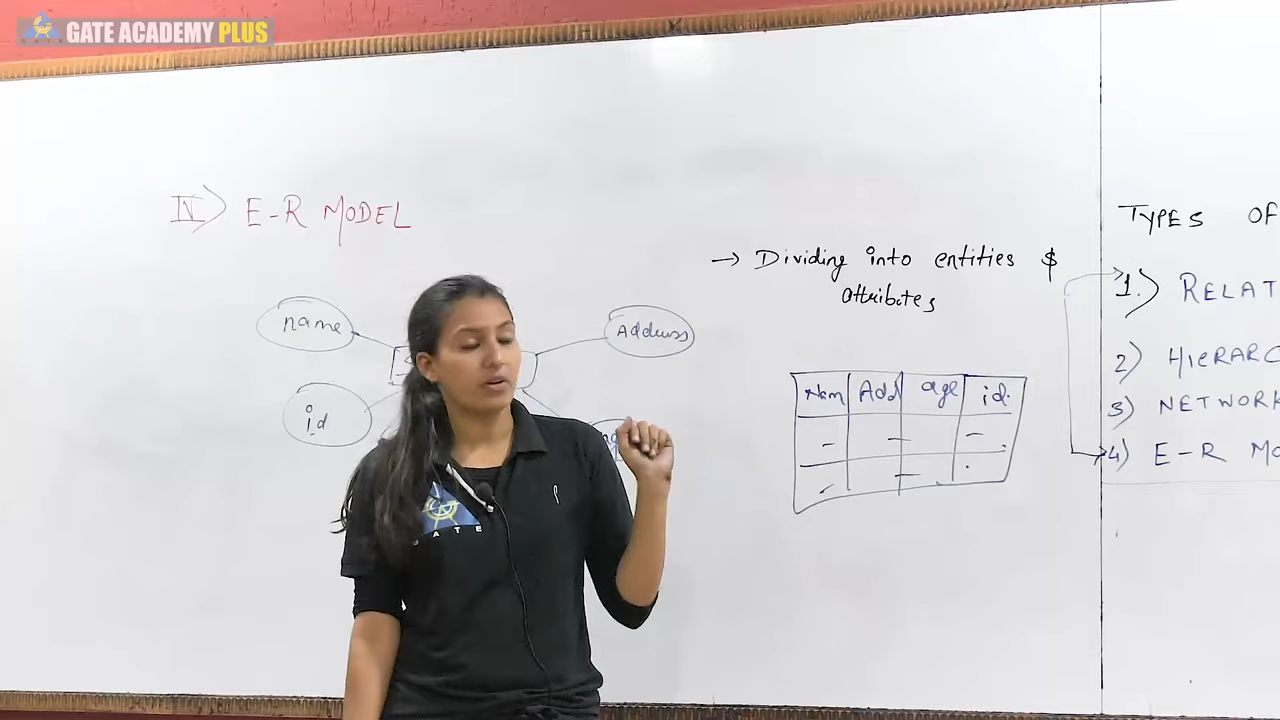 GATE ACADEMY PLUS
IV) E-R MODEL
→ Dividing into entities &
attributes
name
Address
id
Nam Add age id.
TYPES OF
1.) RELAT
2) HIERARC
3) NETWORK
4) E-R MO
GATE